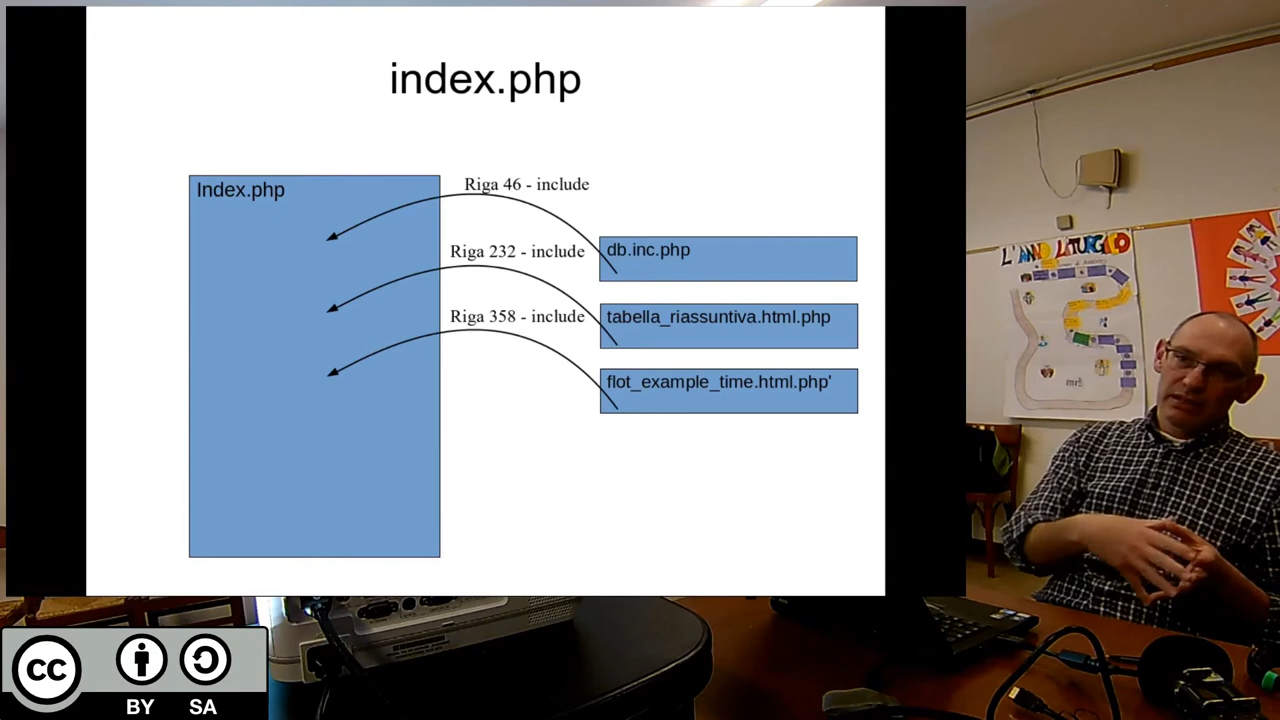 index.php
Index.php
Riga 46 - include
db.inc.php
Riga 232 - include
tabella_riassuntiva.html.php
Riga 358 - include
flot_example_time.html.php'
L'ANNO LITURGICO
cc
BY SA